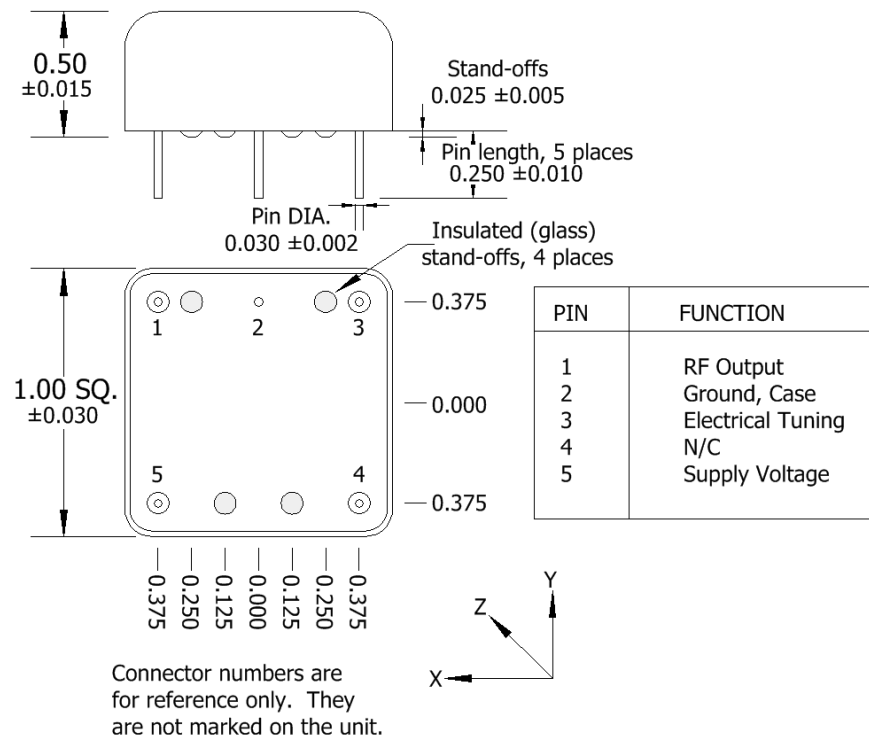 0.50
±0.015
Stand-offs
0.025 ±0.005
Pin length, 5 places
0.250 ±0.010
Pin DIA.
0.030 ±0.002
Insulated (glass)
stand-offs, 4 places
1.00 SQ.
±0.030
1
2
3
5
4
0.375
0.000
0.375
0.375
0.250
0.125
0.000
0.125
0.250
0.375
PIN FUNCTION
1 RF Output
2 Ground, Case
3 Electrical Tuning
4 N/C
5 Supply Voltage
Y
Z
X
Connector numbers are
for reference only. They
are not marked on the unit.